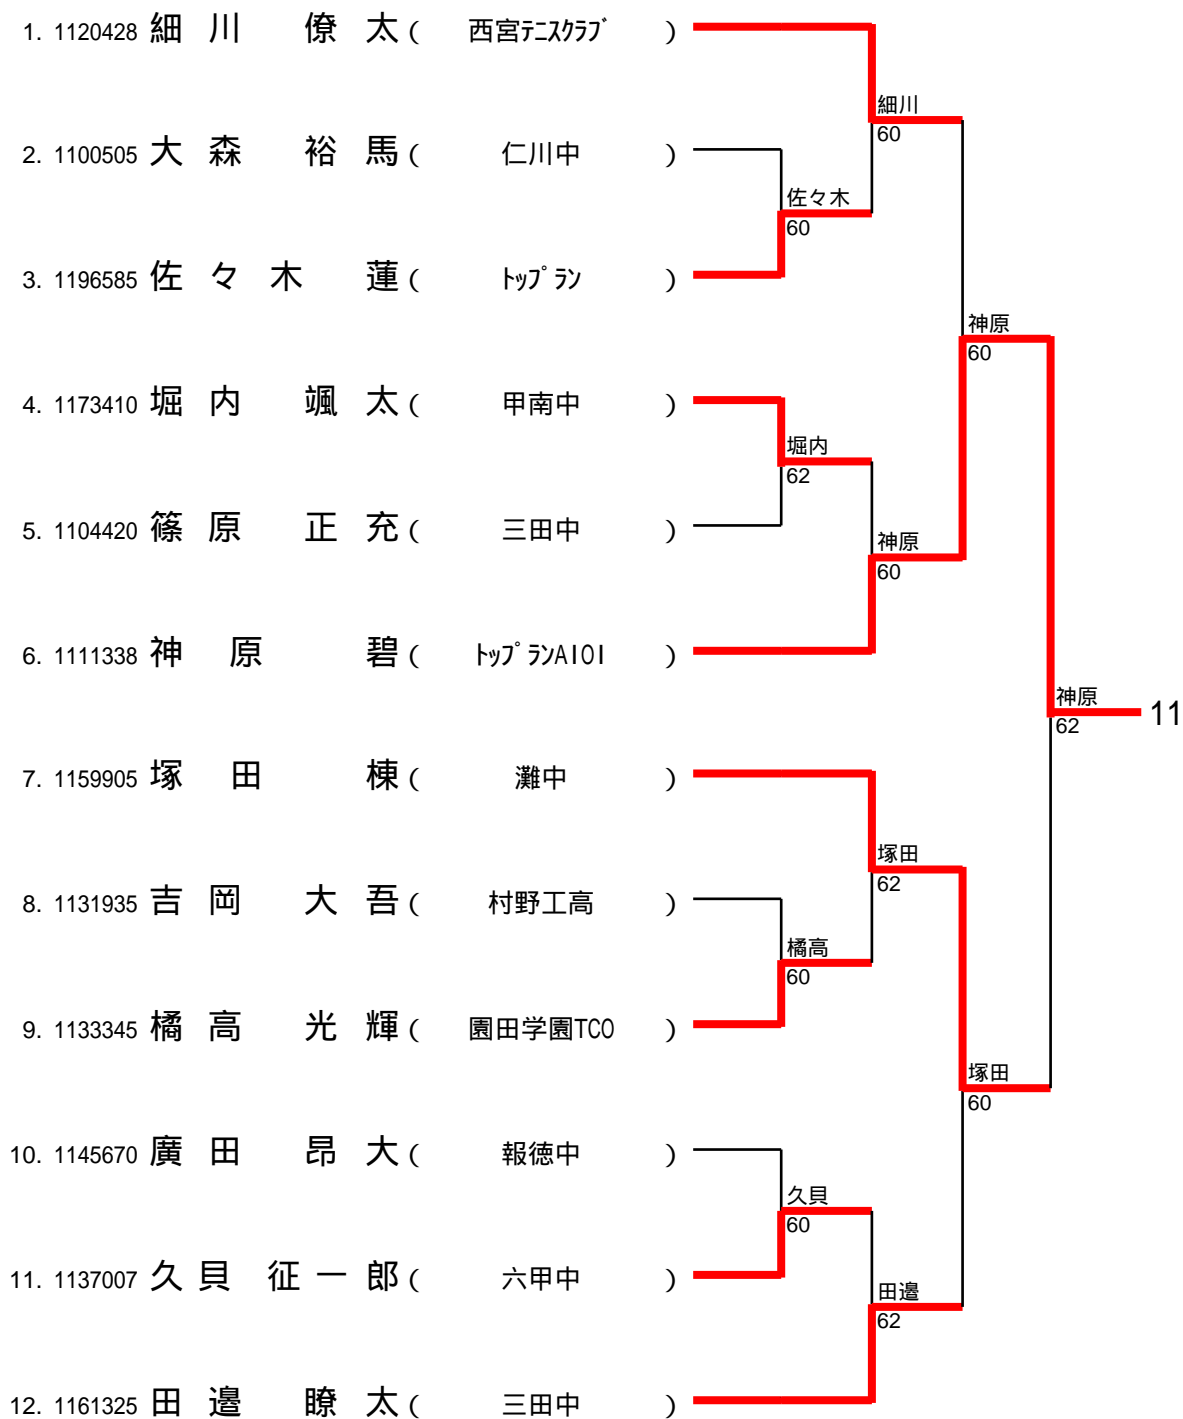 1. 1120428 細川 僚太 ( 西宮ﾃﾆｽｸﾗﾌﾞ )
細川
60
2. 1100505 大森 裕馬 ( 仁川中 )
佐々木
60
3. 1196585 佐々木 蓮 ( ﾄｯﾌﾟﾗﾝ )
神原
60
4. 1173410 堀内 颯太 ( 甲南中 )
堀内
62
5. 1104420 篠原 正充 ( 三田中 )
神原
60
6. 1111338 神原 碧 ( ﾄｯﾌﾟﾗﾝAIOI )
神原
62
11
7. 1159905 塚田 棟 ( 灘中 )
塚田
62
8. 1131935 吉岡 大吾 ( 村野工高 )
橘高
60
9. 1133345 橘高 光輝 ( 園田学園TCO )
塚田
60
10. 1145670 廣田 昂大 ( 報徳中 )
久貝
60
11. 1137007 久貝 征一郎 ( 六甲中 )
田邉
62
12. 1161325 田邉 瞭太 ( 三田中 )